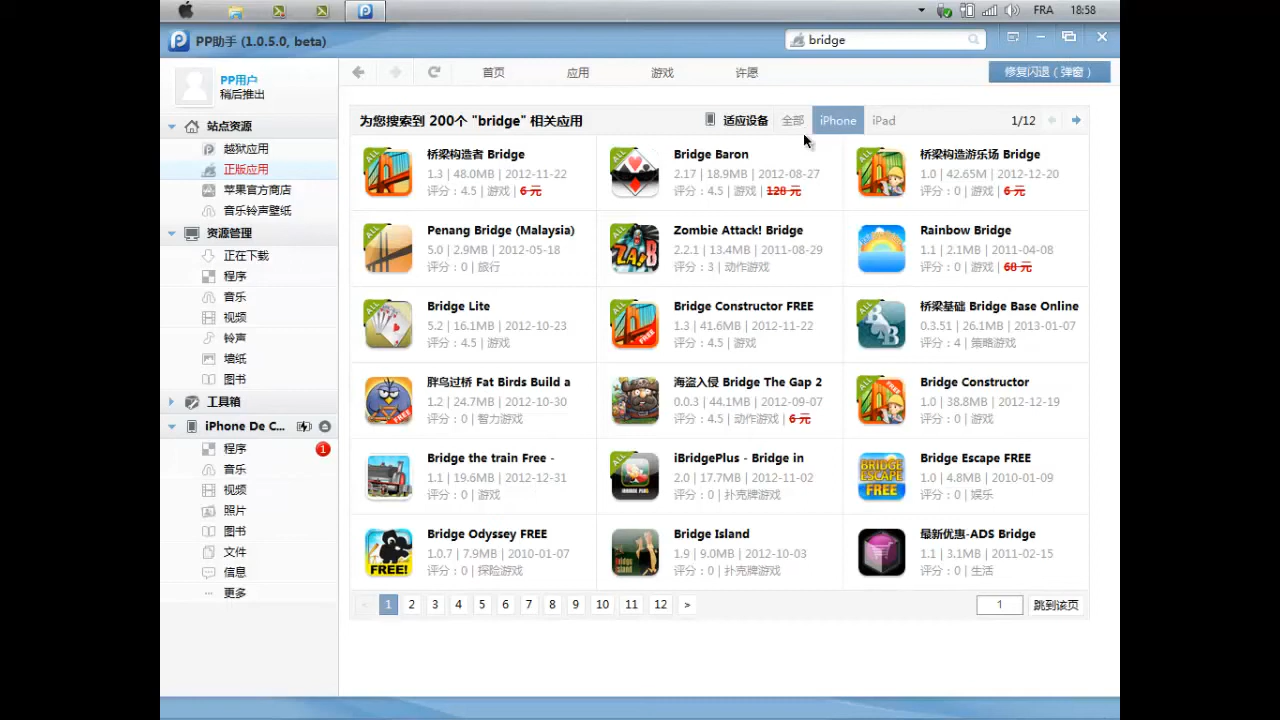 FRA 18:58
PP助手 (1.0.5.0, beta)
bridge
PP用户
稍后推出
首页 应用 游戏 许愿
修复闪退（弹窗）
站点资源
越狱应用
正版应用
苹果官方商店
音乐铃声壁纸
资源管理
正在下载
程序
音乐
视频
铃声
墙纸
图书
工具箱
iPhone De C...
程序 1
音乐
视频
照片
图书
文件
信息
更多
为您搜索到 200个 "bridge" 相关应用 适应设备 全部 iPhone iPad 1/12
桥梁构造者 Bridge
1.3 | 48.0MB | 2012-11-22
评分：4.5 | 游戏 | 6 元
Bridge Baron
2.17 | 18.9MB | 2012-08-27
评分：4.5 | 游戏 | 128 元
桥梁构造游乐场 Bridge
1.0 | 42.65M | 2012-12-20
评分：0 | 游戏 | 6 元
Penang Bridge (Malaysia)
5.0 | 2.9MB | 2012-05-18
评分：0 | 旅行
Zombie Attack! Bridge
2.2.1 | 13.4MB | 2011-08-29
评分：3 | 动作游戏
Rainbow Bridge
1.1 | 2.1MB | 2011-04-08
评分：0 | 游戏 | 68 元
Bridge Lite
5.2 | 16.1MB | 2012-10-23
评分：4.5 | 游戏
Bridge Constructor FREE
1.3 | 41.6MB | 2012-11-22
评分：4.5 | 游戏
桥梁基础 Bridge Base Online
0.3.51 | 26.1MB | 2013-01-07
评分：4 | 策略游戏
胖鸟过桥 Fat Birds Build a
1.2 | 24.7MB | 2012-10-30
评分：0 | 智力游戏
海盗入侵 Bridge The Gap 2
0.0.3 | 44.1MB | 2012-09-07
评分：4.5 | 动作游戏 | 6 元
Bridge Constructor
1.0 | 38.8MB | 2012-12-19
评分：0 | 游戏
Bridge the train Free -
1.1 | 19.6MB | 2012-12-31
评分：0 | 游戏
iBridgePlus - Bridge in
2.0 | 17.7MB | 2012-11-02
评分：0 | 扑克牌游戏
BRIDGE
ESCAPE
FREE
Bridge Escape FREE
1.0 | 4.8MB | 2010-01-09
评分：0 | 娱乐
FREE!
Bridge Odyssey FREE
1.0.7 | 7.9MB | 2010-01-07
评分：0 | 探险游戏
Bridge Island
1.9 | 9.0MB | 2012-10-03
评分：0 | 扑克牌游戏
最新优惠-ADS Bridge
1.1 | 3.1MB | 2011-02-15
评分：0 | 生活
< 1 2 3 4 5 6 7 8 9 10 11 12 > 1 跳到该页